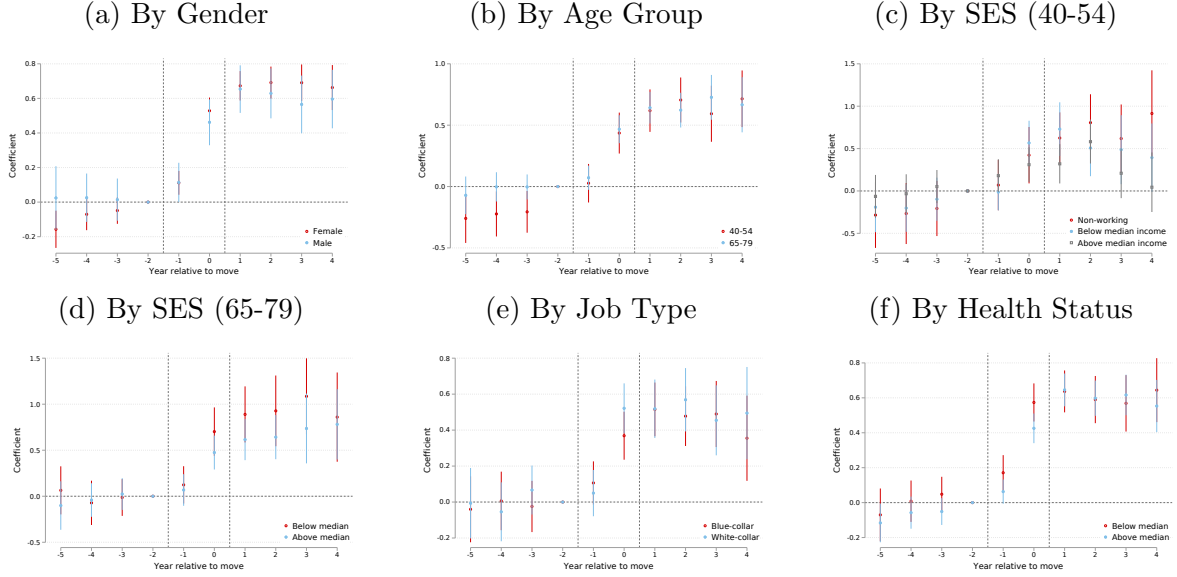 (a) By Gender
0.8
0.6
0.4
0.2
0.0
-0.2
Coefficient
Female
Male
-5 -4 -3 -2 -1 0 1 2 3 4
Year relative to move
(b) By Age Group
1.0
0.5
0.0
-0.5
Coefficient
40-54
65-79
-5 -4 -3 -2 -1 0 1 2 3 4
Year relative to move
(c) By SES (40-54)
1.5
1.0
0.5
0.0
-0.5
Coefficient
Non-working
Below median income
Above median income
-5 -4 -3 -2 -1 0 1 2 3 4
Year relative to move
(d) By SES (65-79)
1.5
1.0
0.5
0.0
-0.5
Coefficient
Below median
Above median
-5 -4 -3 -2 -1 0 1 2 3 4
Year relative to move
(e) By Job Type
0.8
0.6
0.4
0.2
0.0
-0.2
Coefficient
Blue-collar
White-collar
-5 -4 -3 -2 -1 0 1 2 3 4
Year relative to move
(f) By Health Status
0.8
0.6
0.4
0.2
0.0
-0.2
Coefficient
Below median
Above median
-5 -4 -3 -2 -1 0 1 2 3 4
Year relative to move